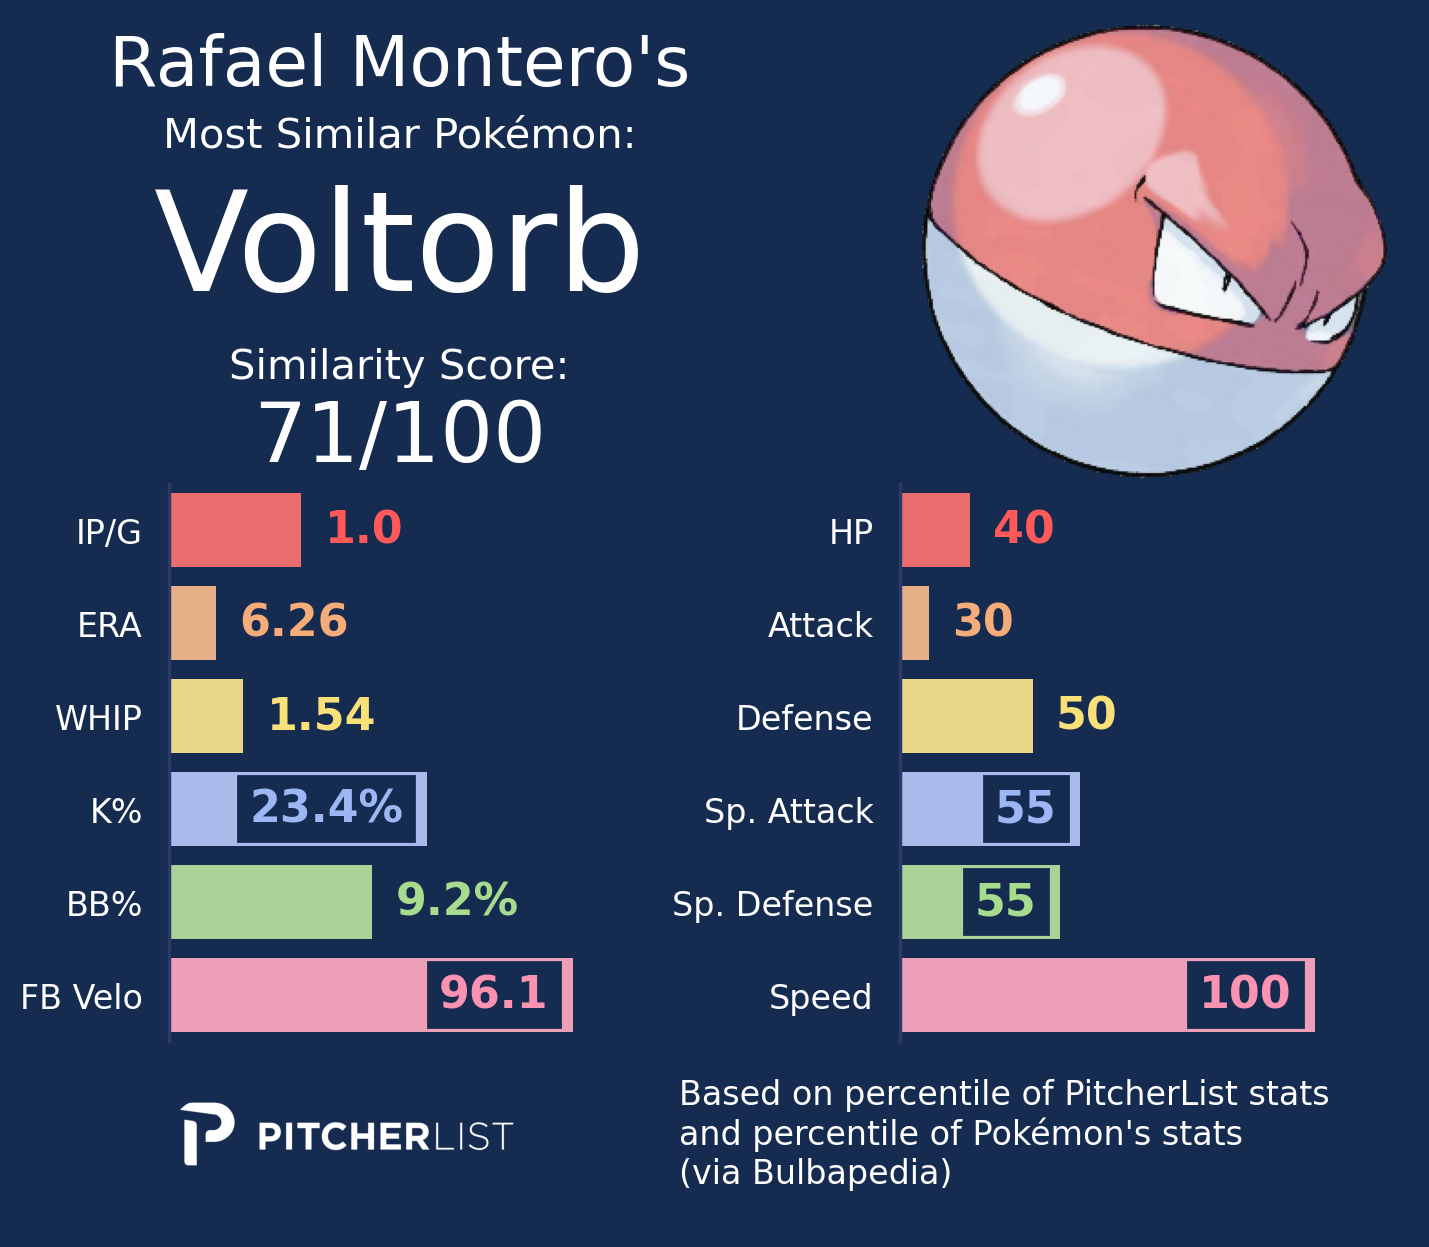 Rafael Montero's
Most Similar Pokémon:
Voltorb
Similarity Score:
71/100
IP/G 1.0
ERA 6.26
WHIP 1.54
K% 23.4%
BB% 9.2%
FB Velo 96.1
HP 40
Attack 30
Defense 50
Sp. Attack 55
Sp. Defense 55
Speed 100
PITCHERLIST
Based on percentile of PitcherList stats
and percentile of Pokémon's stats
(via Bulbapedia)